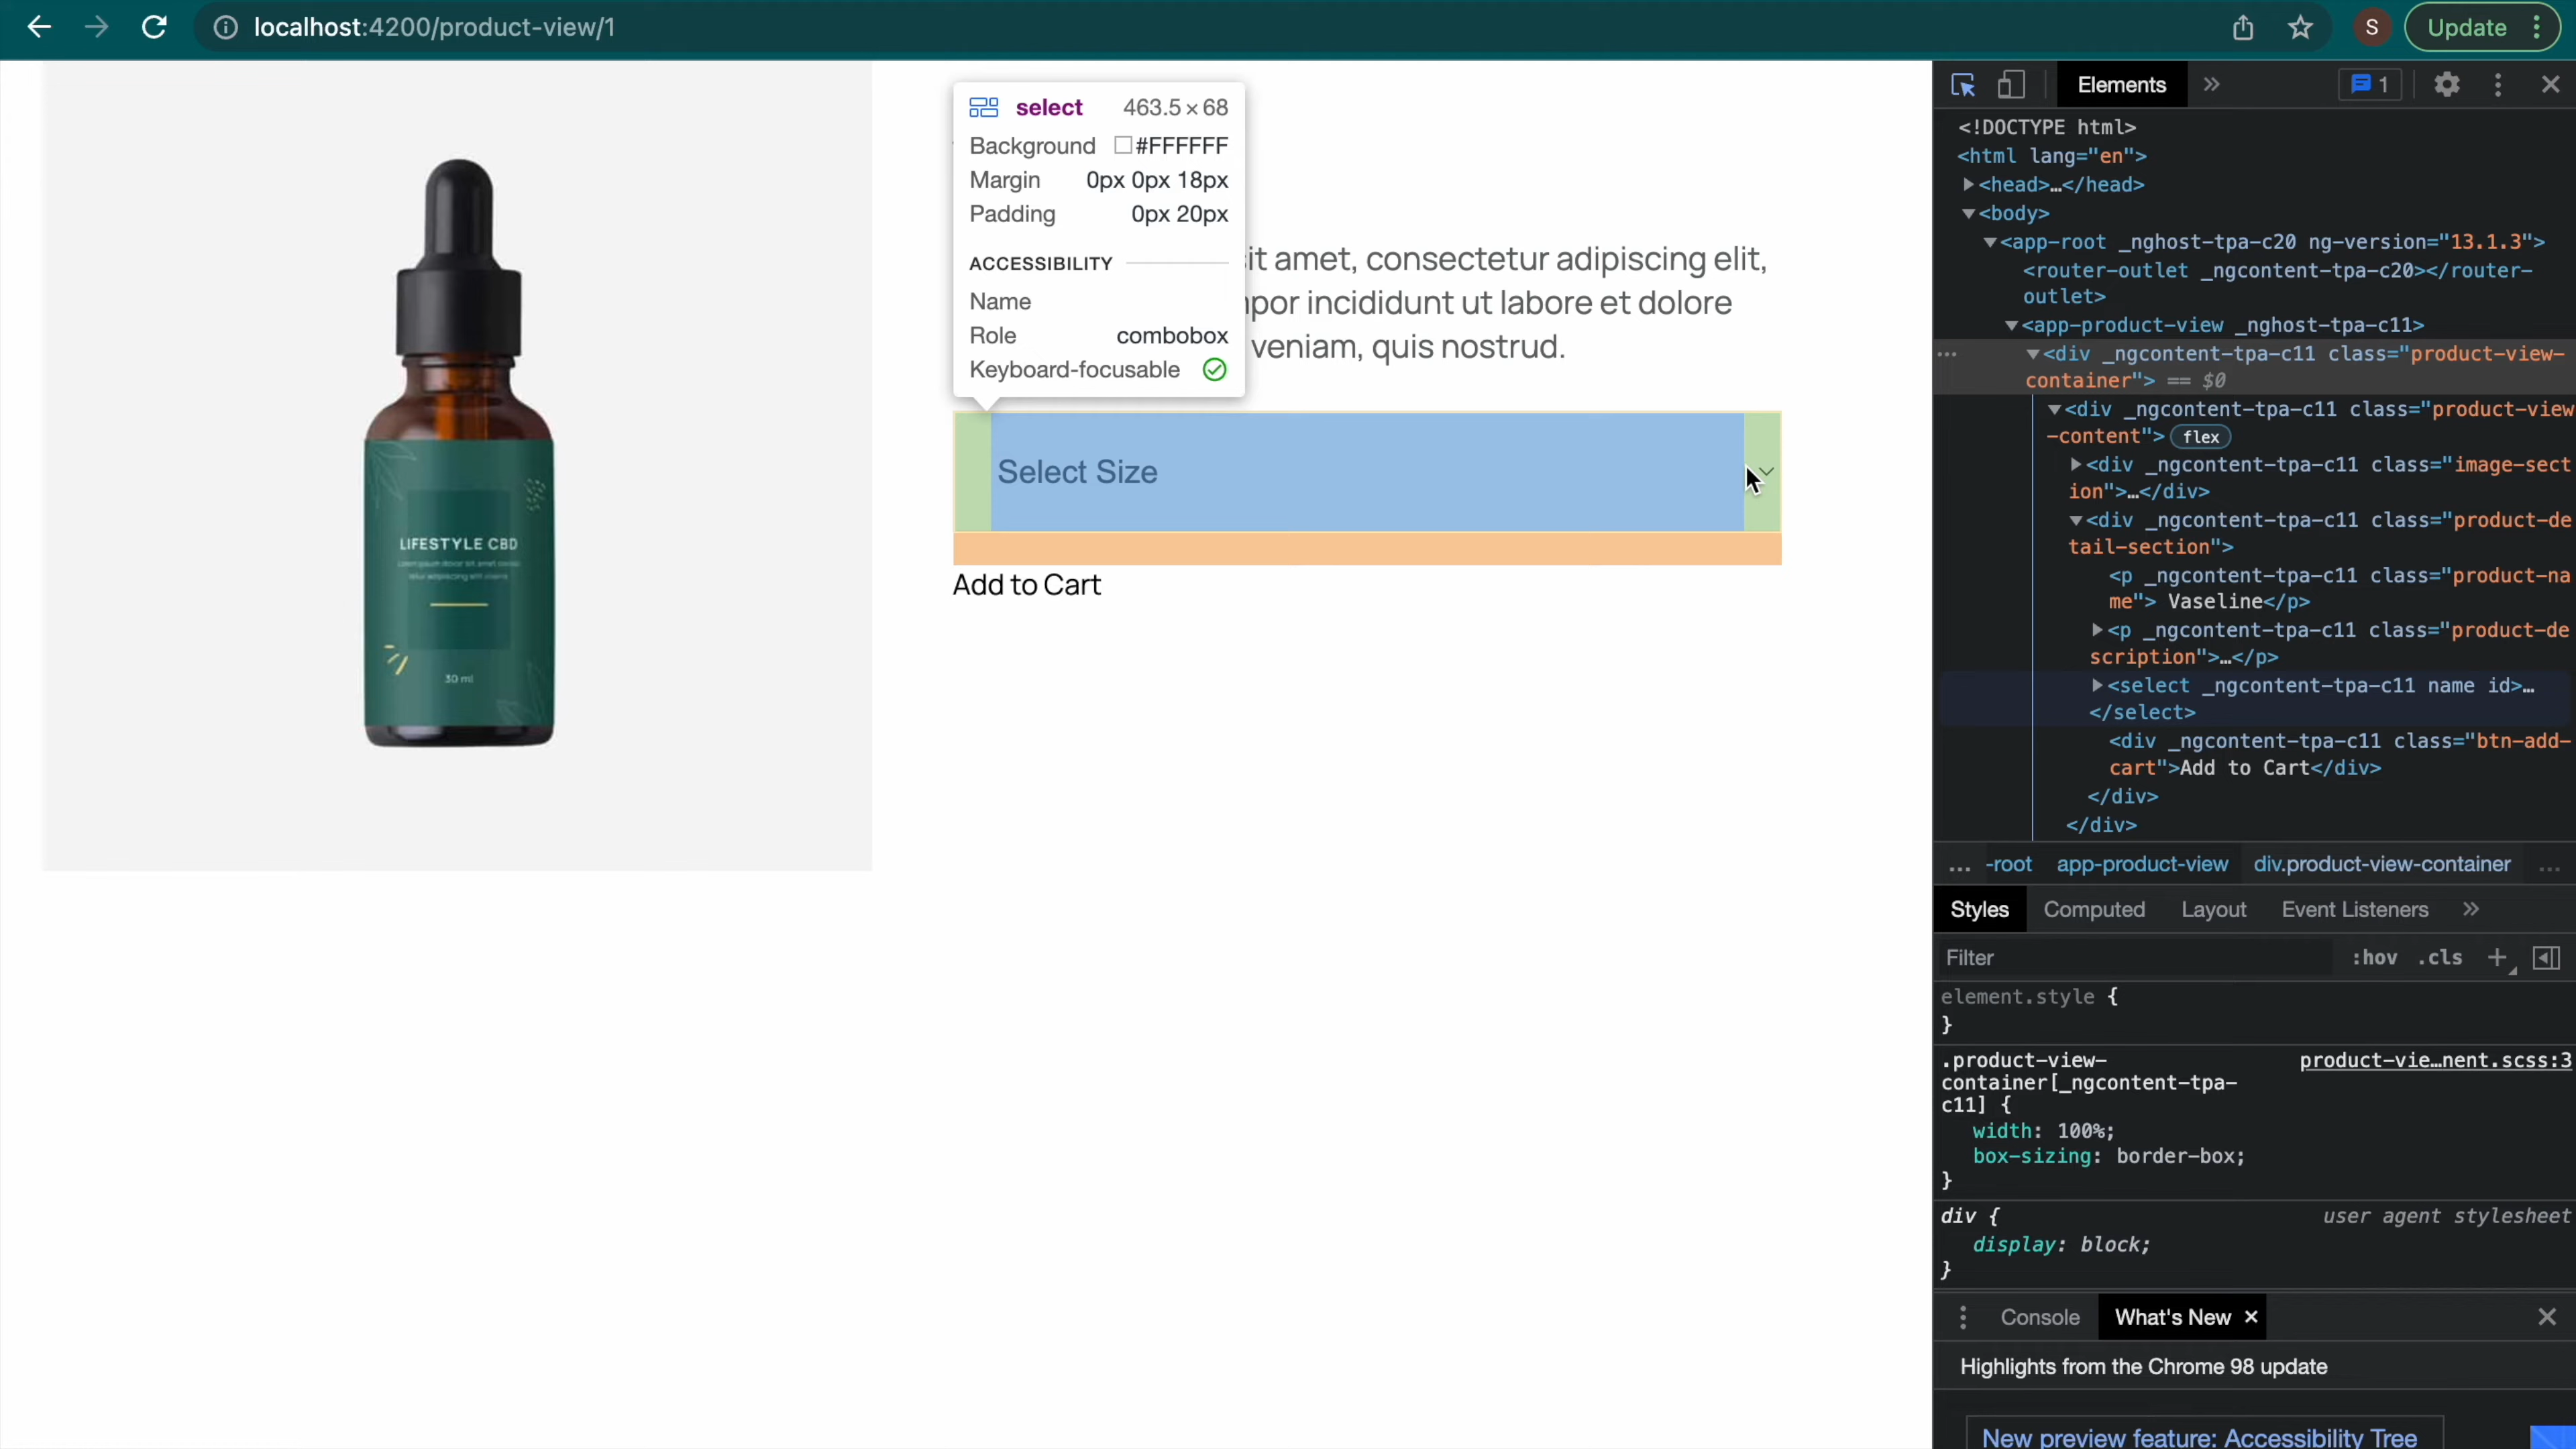 localhost:4200/product-view/1
S
Update
select 463.5 × 68
Background #FFFFFF
Margin 0px 0px 18px
Padding 0px 20px
ACCESSIBILITY
Name
Role combobox
Keyboard-focusable
sit amet, consectetur adipiscing elit,
incididunt ut labore et dolore
veniam, quis nostrud.
Select Size
Add to Cart
LIFESTYLE CBD
30 ml
Elements
1
<!DOCTYPE html>
<html lang="en">
<head>…</head>
<body>
<app-root _nghost-tpa-c20 ng-version="13.1.3">
<router-outlet _ngcontent-tpa-c20></router-
outlet>
<app-product-view _nghost-tpa-c11>
<div _ngcontent-tpa-c11 class="product-view-
container"> == $0
<div _ngcontent-tpa-c11 class="product-view
-content"> flex
<div _ngcontent-tpa-c11 class="image-sect
ion">…</div>
<div _ngcontent-tpa-c11 class="product-de
tail-section">
<p _ngcontent-tpa-c11 class="product-na
me"> Vaseline</p>
<p _ngcontent-tpa-c11 class="product-de
scription">…</p>
<select _ngcontent-tpa-c11 name id>…
</select>
<div _ngcontent-tpa-c11 class="btn-add-
cart">Add to Cart</div>
</div>
</div>
… -root app-product-view div.product-view-container …
Styles Computed Layout Event Listeners
Filter :hov .cls
element.style {
}
.product-view- product-vie…nent.scss:3
container[_ngcontent-tpa-
c11] {
width: 100%;
box-sizing: border-box;
}
div { user agent stylesheet
display: block;
}
Console What's New
Highlights from the Chrome 98 update
New preview feature: Accessibility Tree